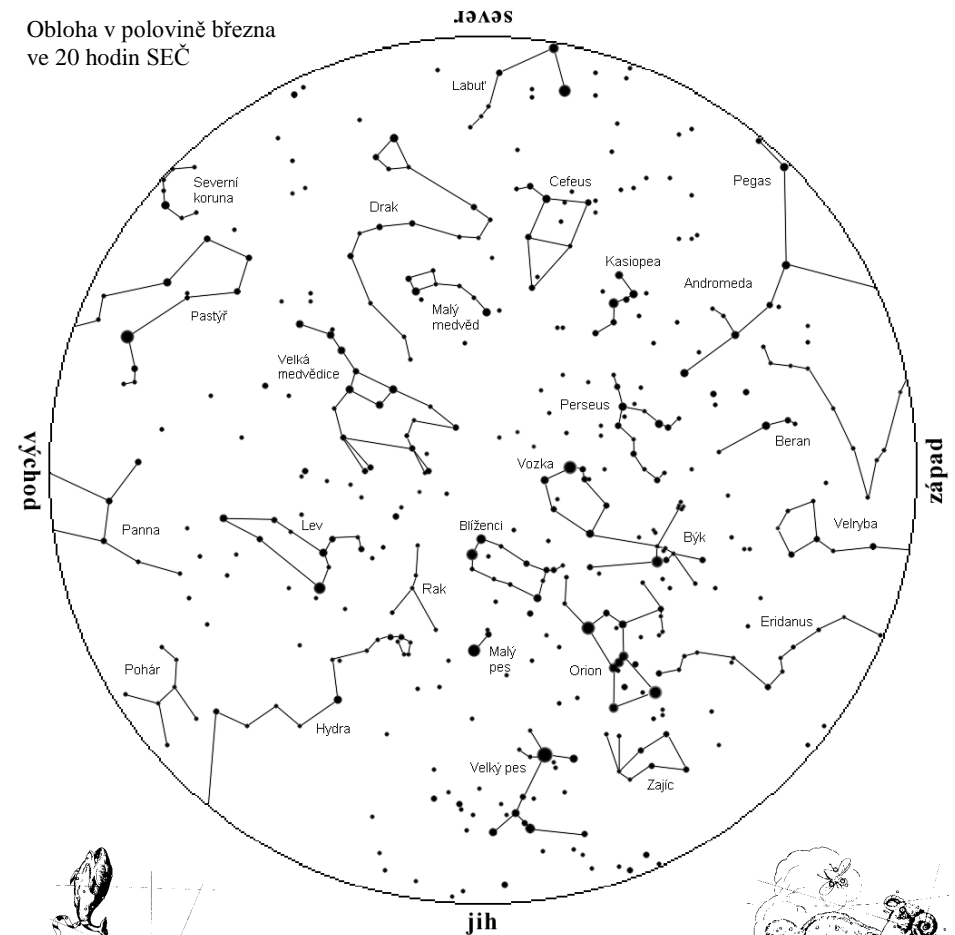 Obloha v polovině března
ve 20 hodin SEČ
sever
Labuť
Severní
koruna
Drak
Cefeus
Pegas
Kasiopea
Andromeda
Malý
medvěd
Pastýř
Velká
medvědice
Perseus
Beran
východ
západ
Vozka
Panna
Lev
Blíženci
Býk
Velryba
Rak
Eridanus
Malý
pes
Orion
Pohár
Hydra
Velký pes
Zajíc
jih